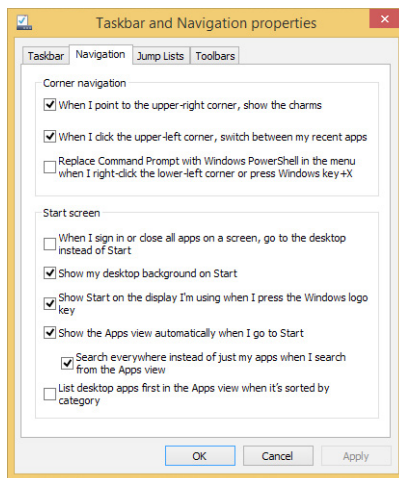 Taskbar and Navigation properties
Taskbar Navigation Jump Lists Toolbars
Corner navigation
When I point to the upper-right corner, show the charms
When I click the upper-left corner, switch between my recent apps
Replace Command Prompt with Windows PowerShell in the menu
when I right-click the lower-left corner or press Windows key+X
Start screen
When I sign in or close all apps on a screen, go to the desktop
instead of Start
Show my desktop background on Start
Show Start on the display I'm using when I press the Windows logo
key
Show the Apps view automatically when I go to Start
Search everywhere instead of just my apps when I search
from the Apps view
List desktop apps first in the Apps view when it's sorted by
category
OK Cancel Apply